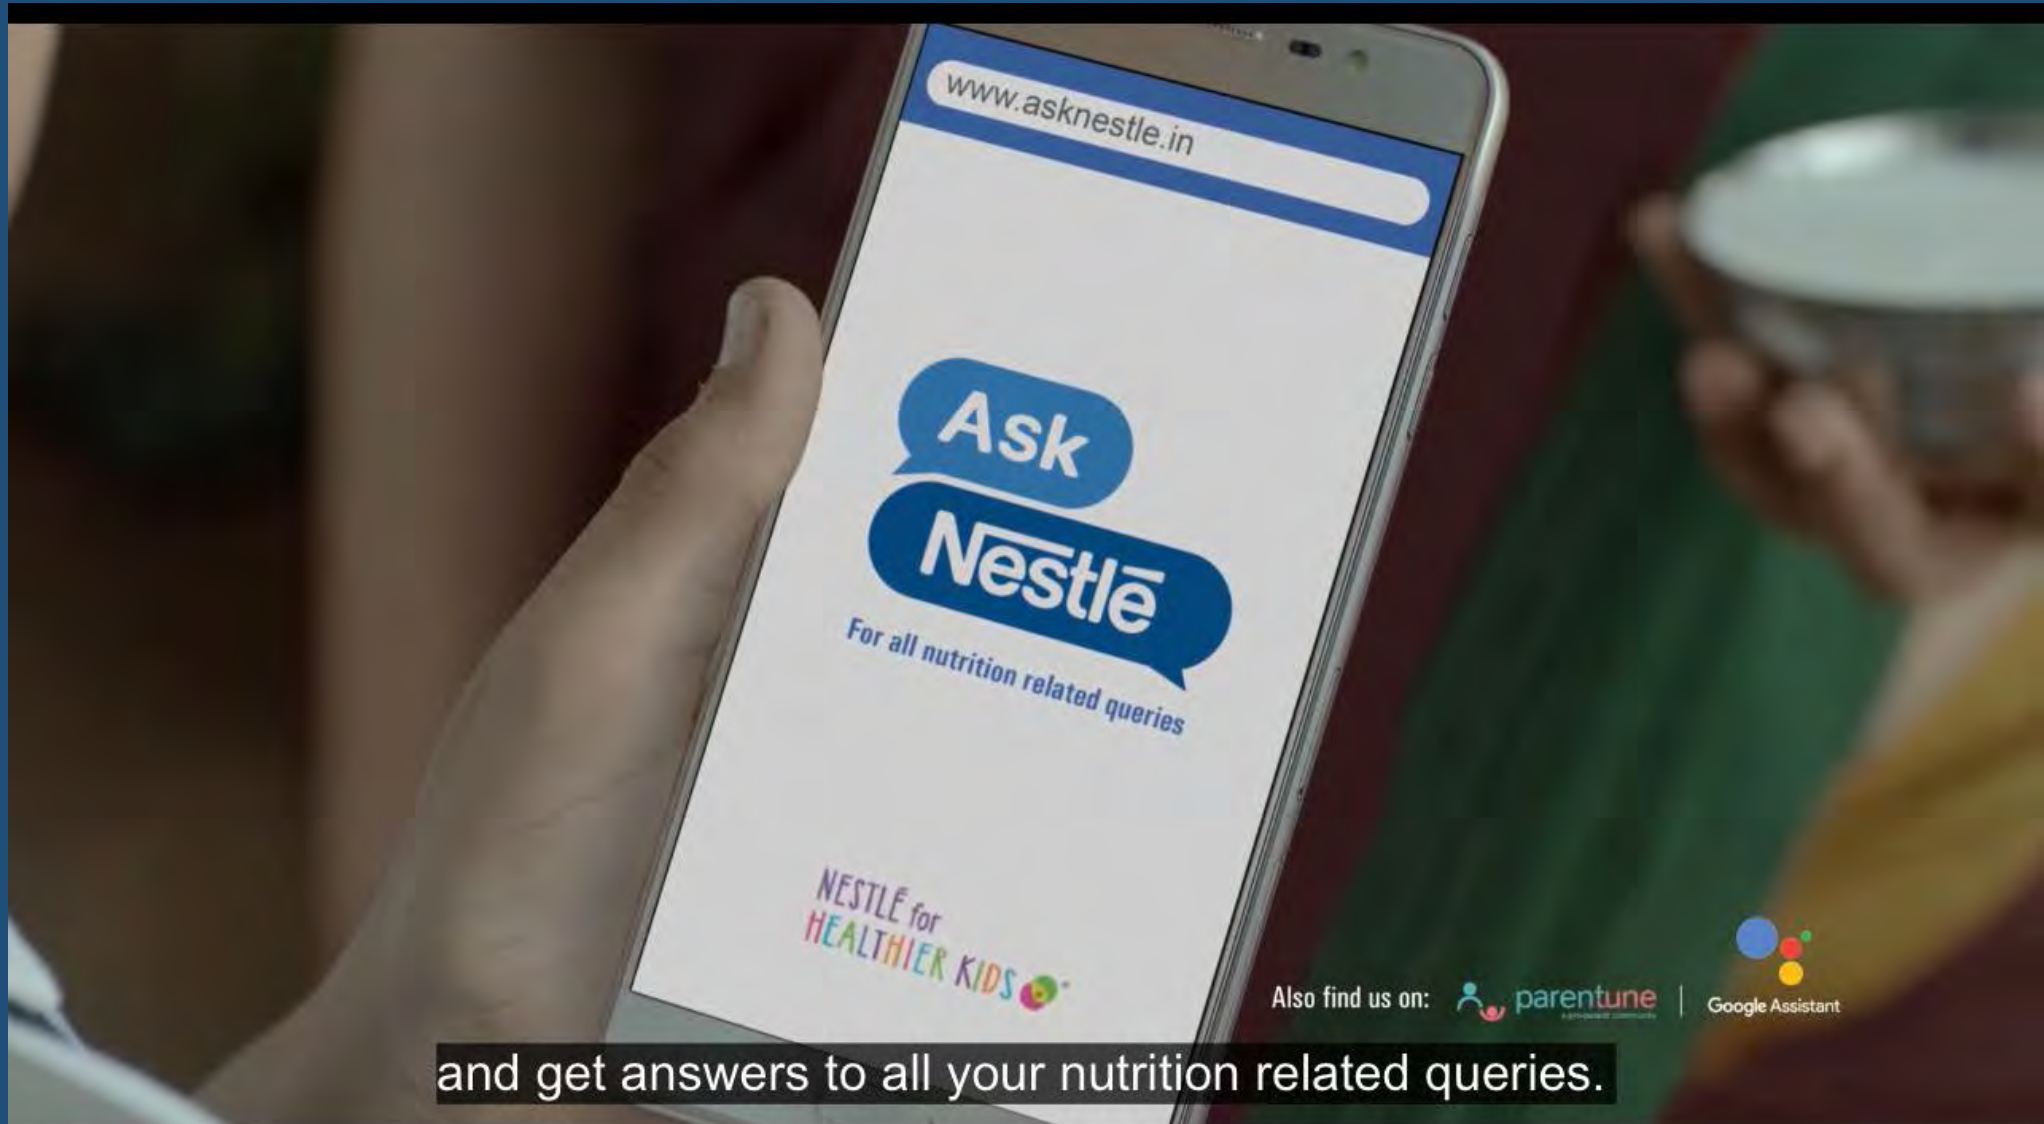 www.asknestle.in
Ask
Nestlé
For all nutrition related queries
NESTLÉ for
HEALTHIER KIDS
Also find us on:
parentune
Google Assistant
and get answers to all your nutrition related queries.